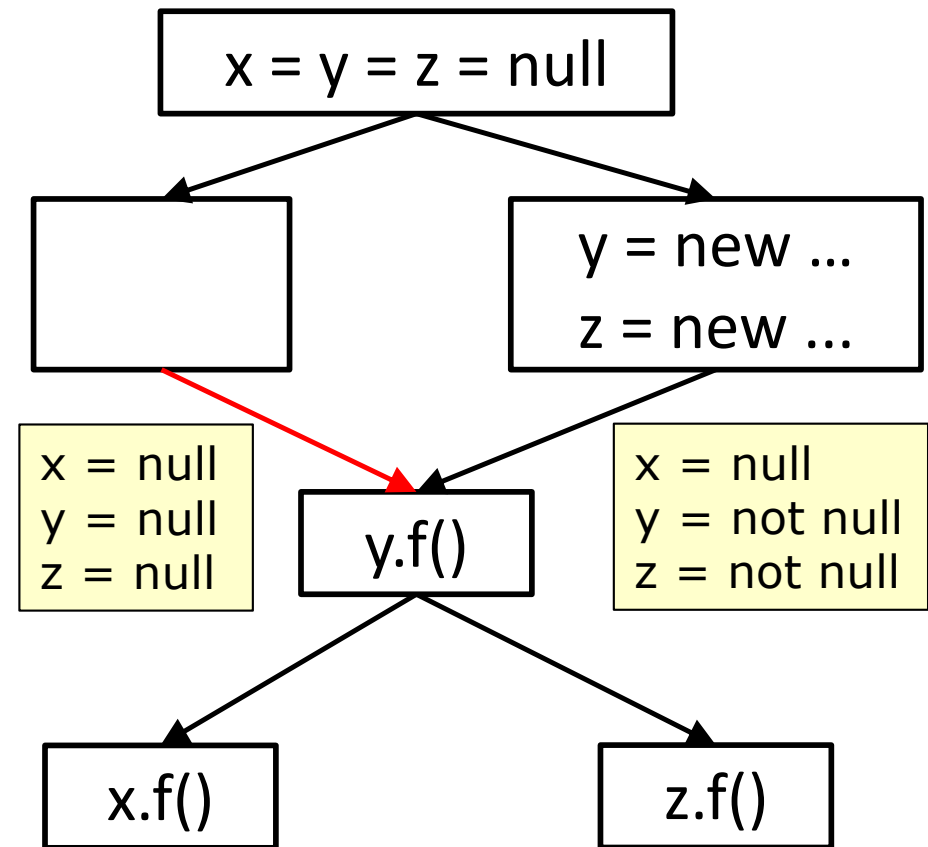 x = y = z = null
y = new ...
z = new ...
x = null
y = null
z = null
y.f()
x = null
y = not null
z = not null
x.f()
z.f()